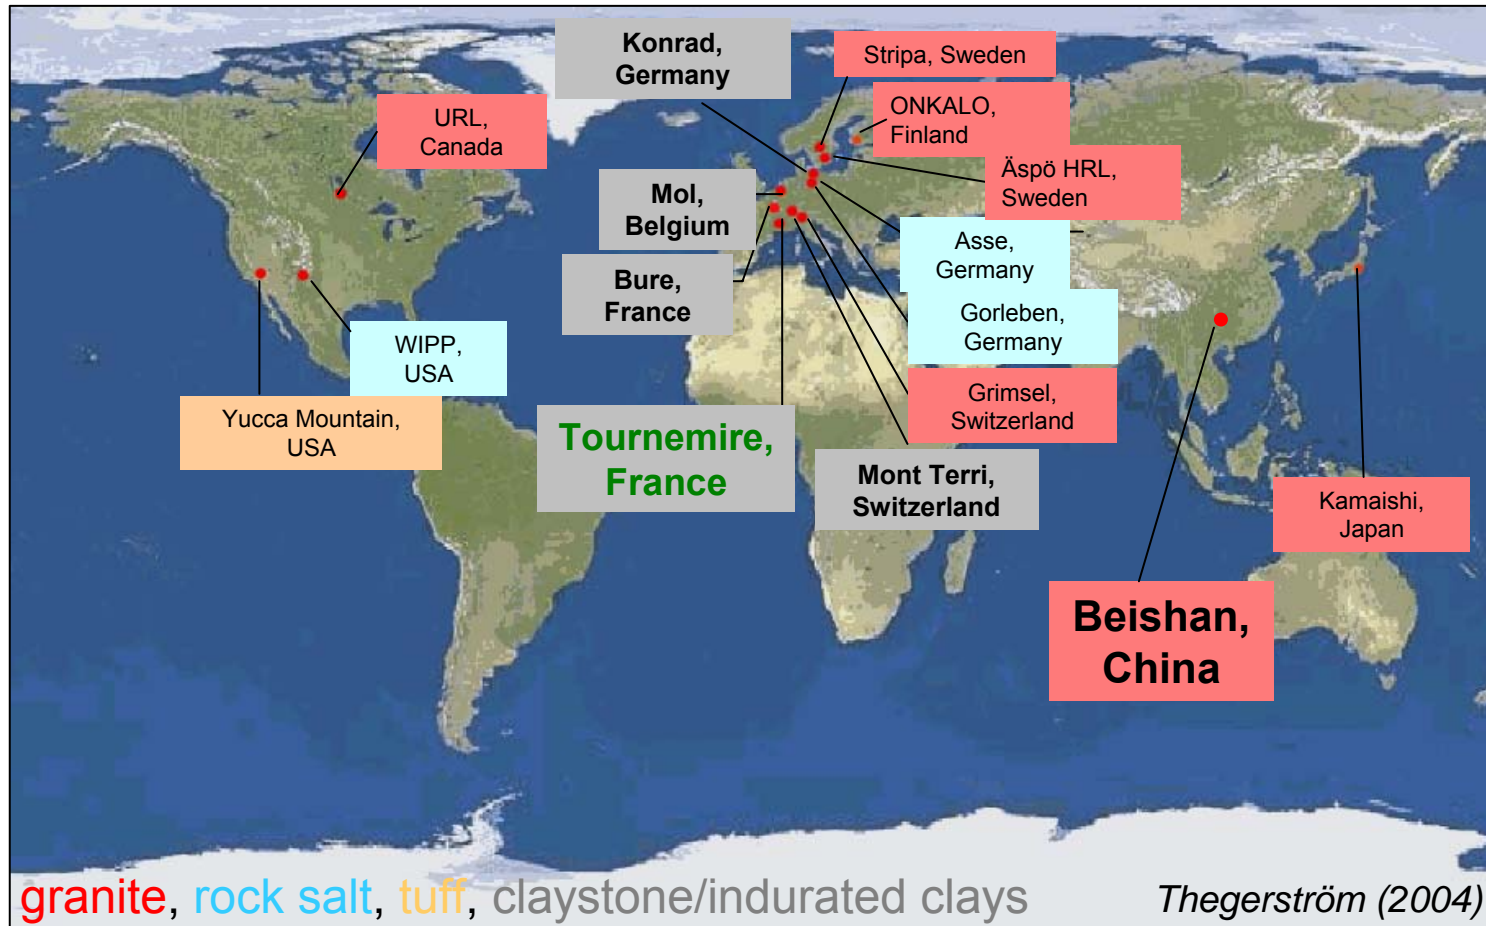 Konrad,
Germany
Stripa, Sweden
URL,
Canada
ONKALO,
Finland
Äspö HRL,
Sweden
Mol,
Belgium
Asse,
Germany
Bure,
France
Gorleben,
Germany
WIPP,
USA
Grimsel,
Switzerland
Yucca Mountain,
USA
Tournemire,
France
Mont Terri,
Switzerland
Kamaishi,
Japan
Beishan,
China
granite, rock salt, tuff, claystone/indurated clays
Thegerström (2004)